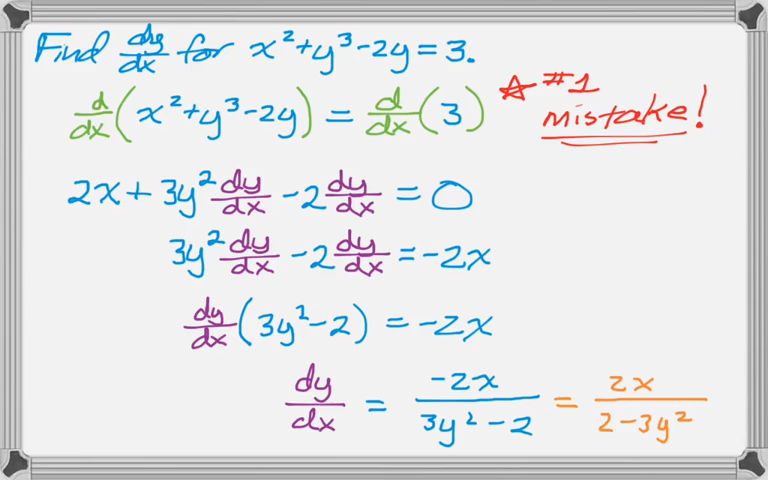 Find dy/dx for x² + y³ - 2y = 3.
d/dx (x² + y³ - 2y) = d/dx (3)
☆ #1 mistake!
2x + 3y² dy/dx - 2 dy/dx = 0
3y² dy/dx - 2 dy/dx = -2x
dy/dx (3y² - 2) = -2x
dy/dx = -2x / 3y² - 2 = 2x / 2 - 3y²